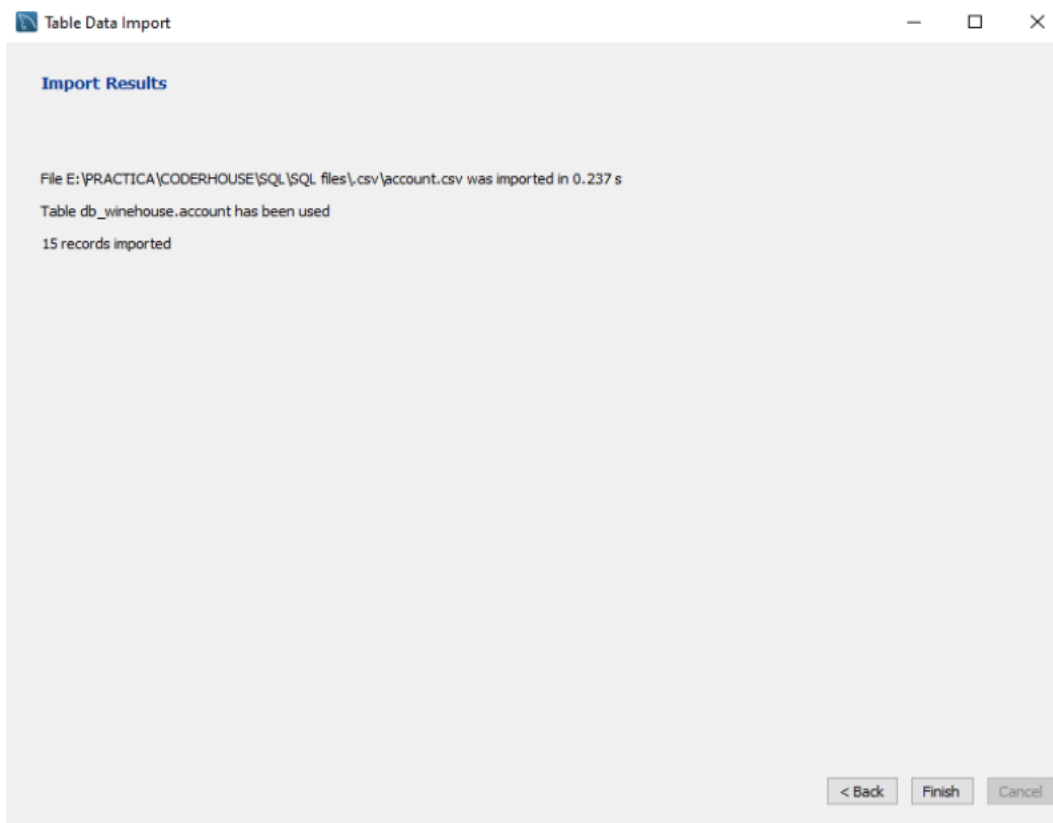 Table Data Import
Import Results
File E:\PRACTICA\CODERHOUSE\SQL\SQL files\.csv\account.csv was imported in 0.237 s
Table db_winehouse.account has been used
15 records imported
< Back Finish Cancel